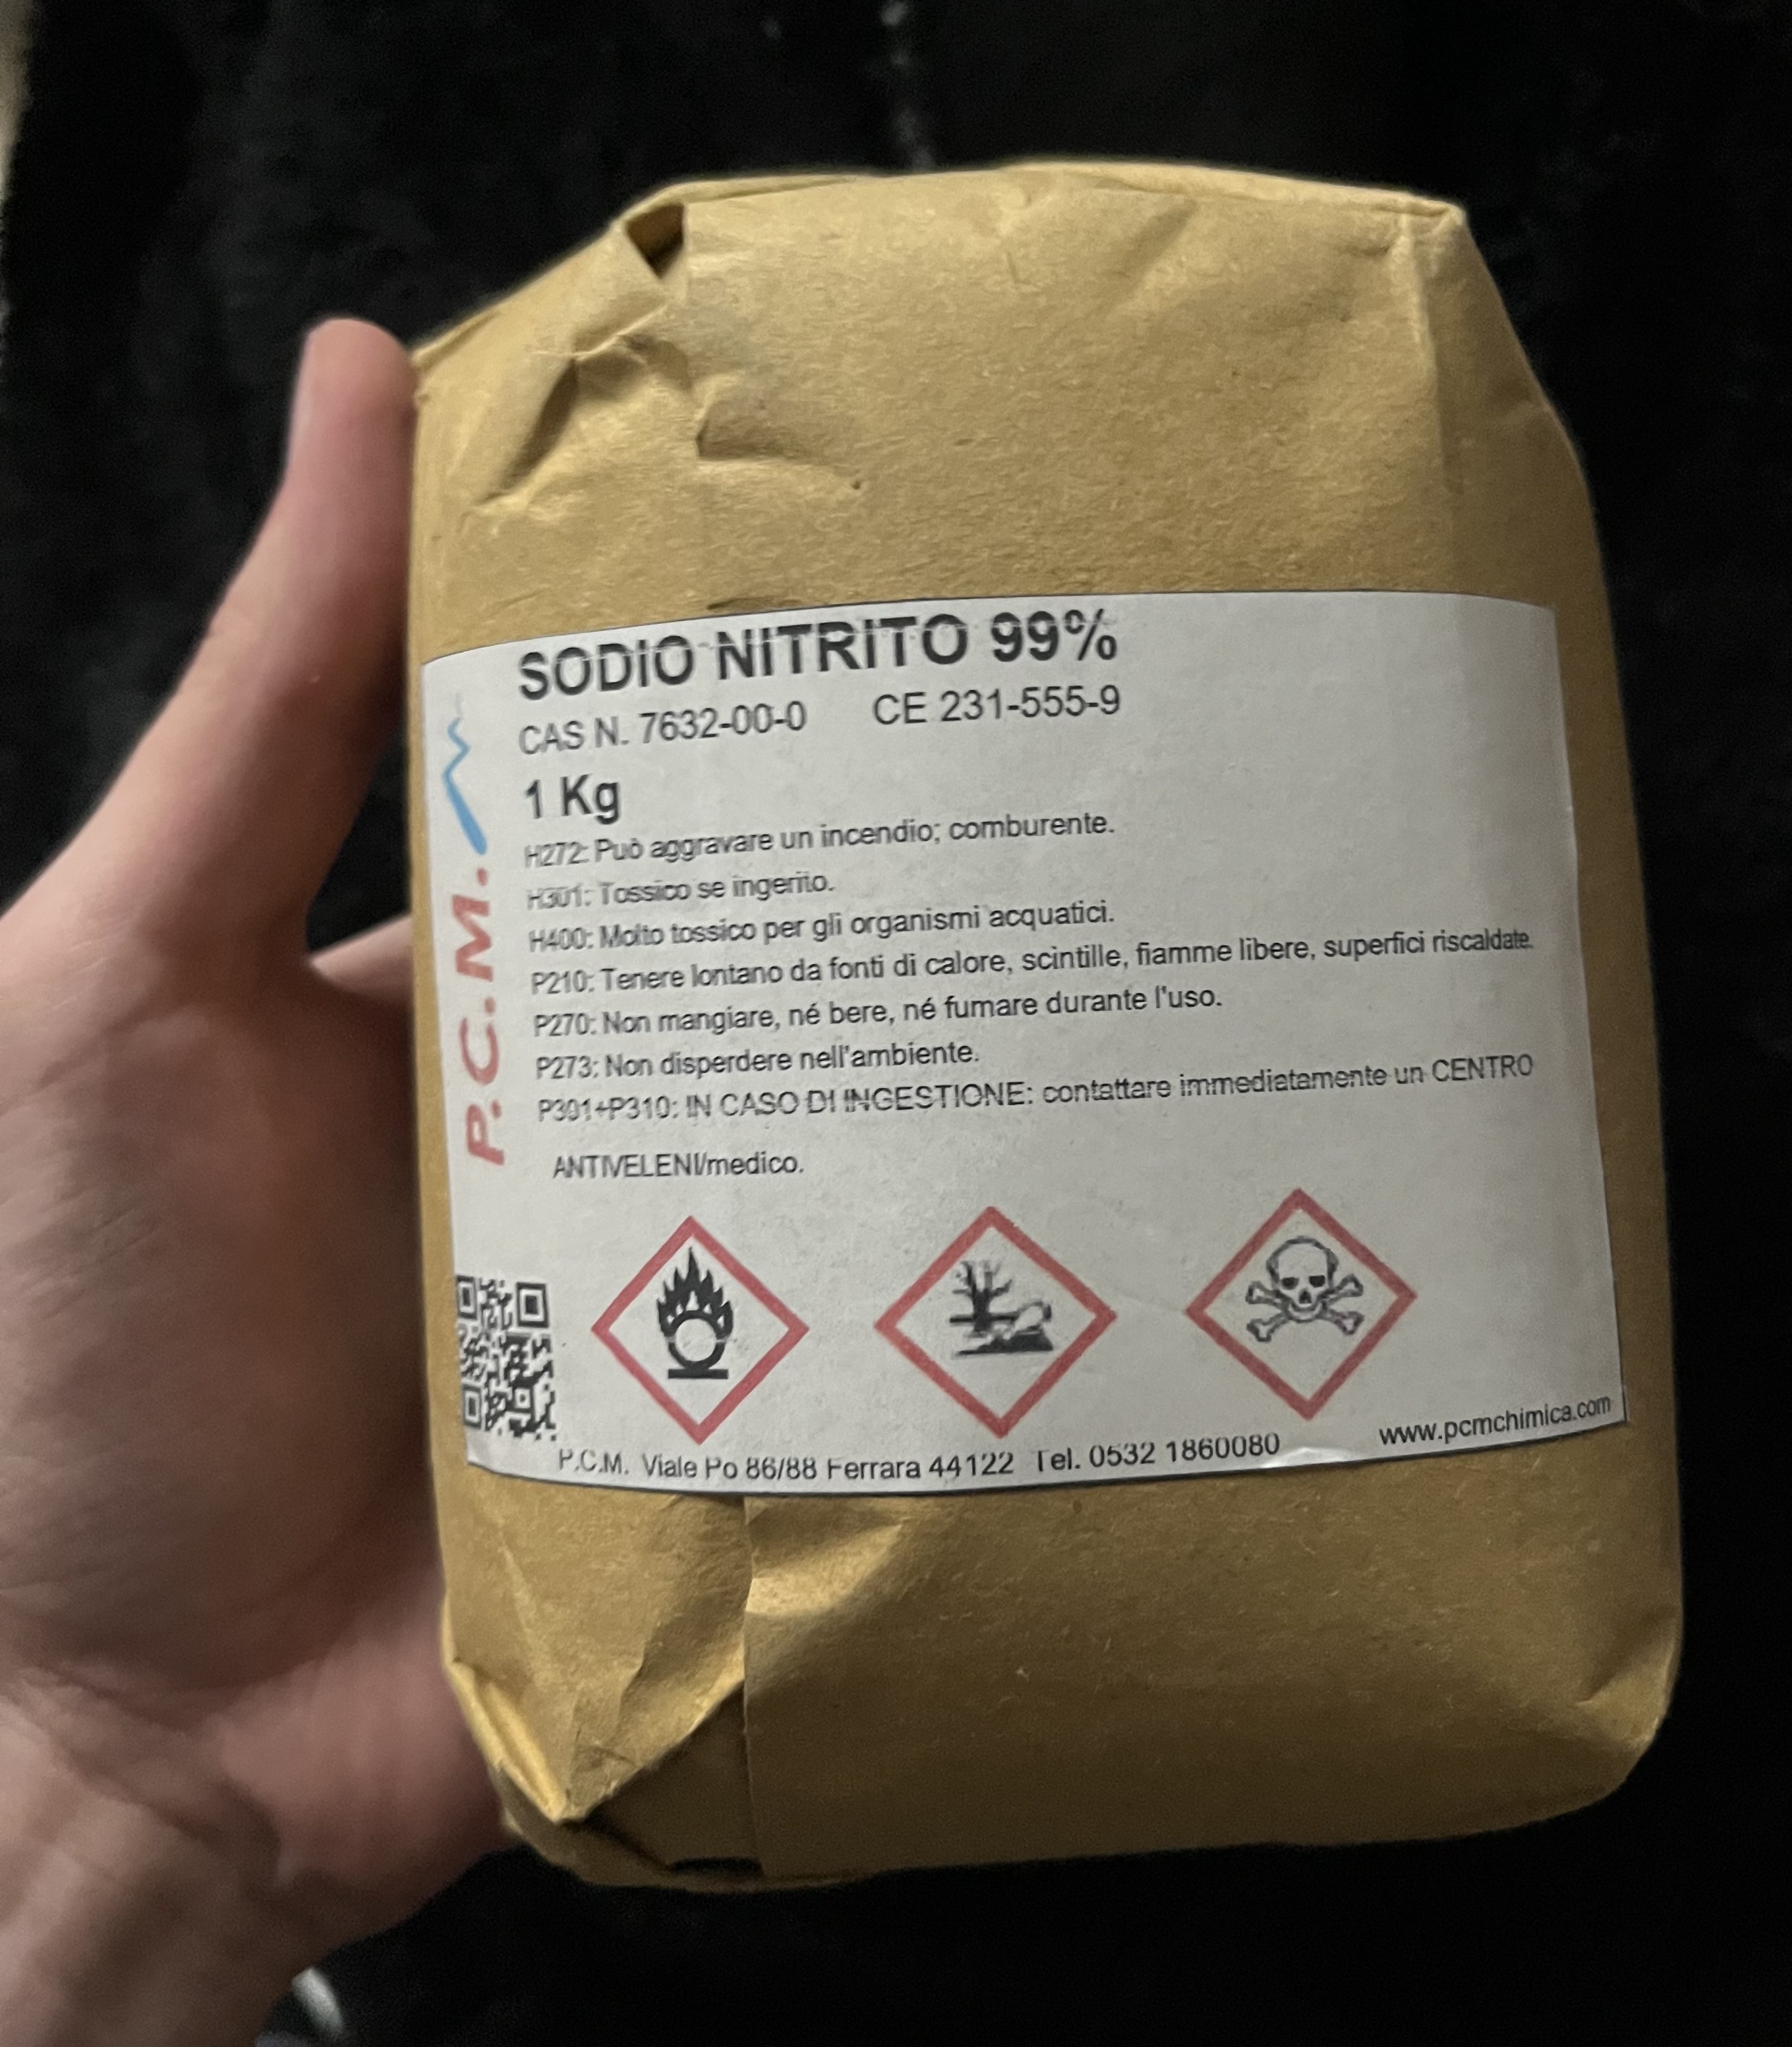 SODIO NITRITO 99%
CAS N. 7632-00-0 CE 231-555-9
1 Kg
H272: Può aggravare un incendio; comburente.
H301: Tossico se ingerito.
H400: Molto tossico per gli organismi acquatici.
P210: Tenere lontano da fonti di calore, scintille, fiamme libere, superfici riscaldate.
P270: Non mangiare, né bere, né fumare durante l'uso.
P273: Non disperdere nell'ambiente.
P301+P310: IN CASO DI INGESTIONE: contattare immediatamente un CENTRO
ANTIVELENI/medico.
P.C.M.
P.C.M. Viale Po 86/88 Ferrara 44122 Tel. 0532 1860080 www.pcmchimica.com